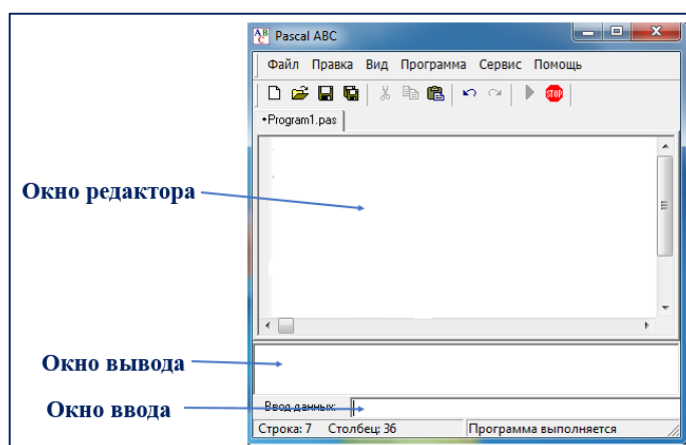 Pascal ABC
Файл Правка Вид Программа Сервис Помощь
STOP
•Program1.pas
Окно редактора
Окно вывода
Ввод данных:
Окно ввода
Строка: 7 Столбец: 36 Программа выполняется